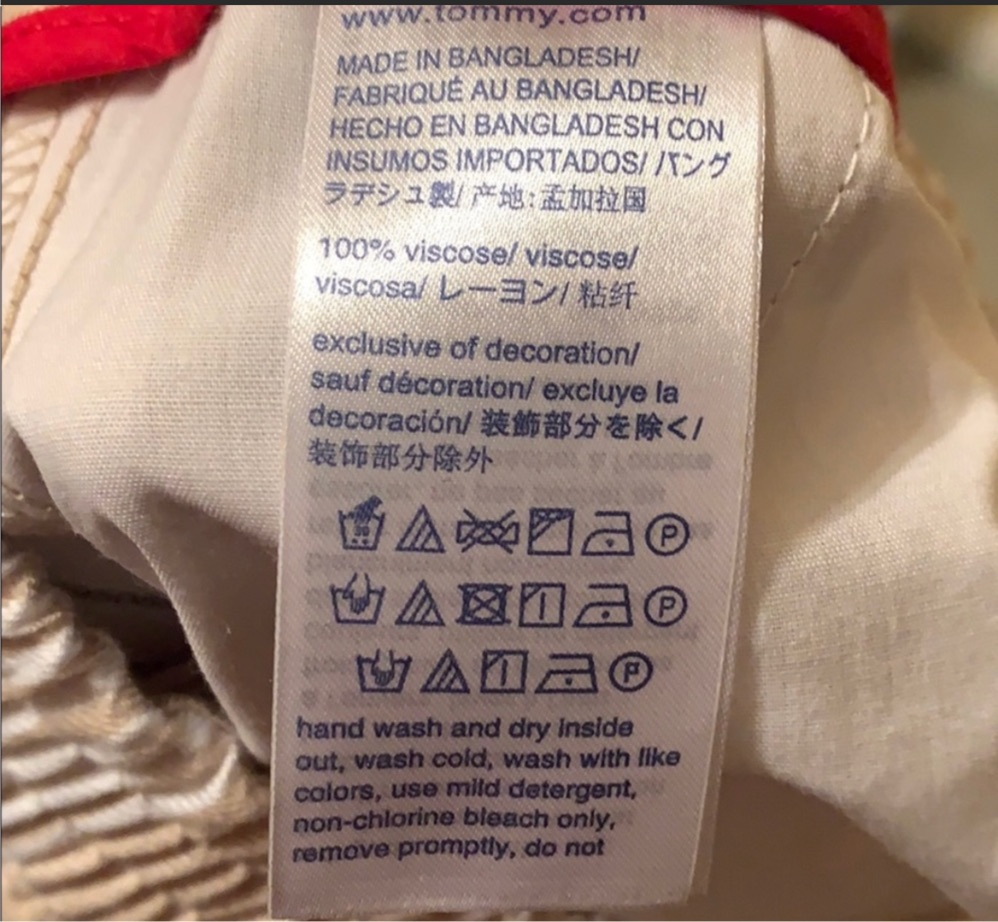 www.tommy.com
MADE IN BANGLADESH/
FABRIQUÉ AU BANGLADESH/
HECHO EN BANGLADESH CON
INSUMOS IMPORTADOS/ バング
ラデシュ製/ 产地:孟加拉国
100% viscose/ viscose/
viscosa/ レーヨン/ 粘纤
exclusive of decoration/
sauf décoration/ excluye la
decoración/ 装飾部分を除く/
装饰部分除外
P
P
P
hand wash and dry inside
out, wash cold, wash with like
colors, use mild detergent,
non-chlorine bleach only,
remove promptly, do not